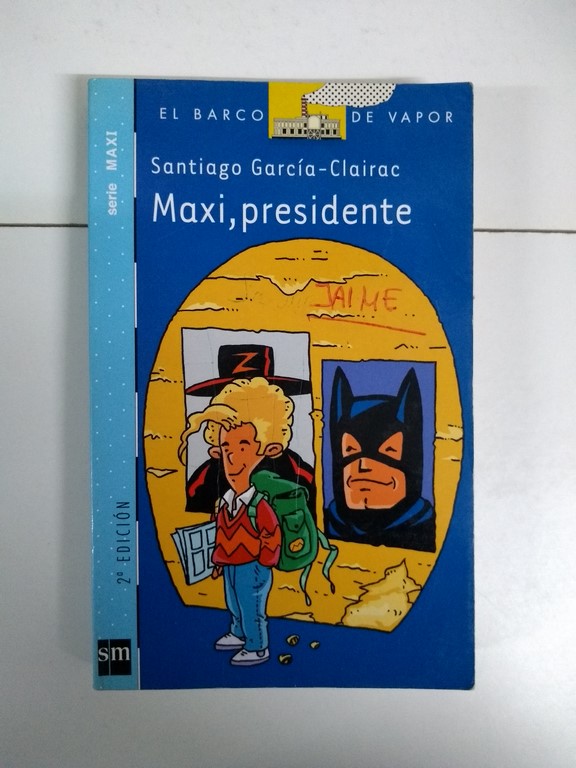 EL BARCO DE VAPOR
Santiago García-Clairac
Maxi, presidente
JAIME
Z
serie MAXI
2ª EDICIÓN
sm